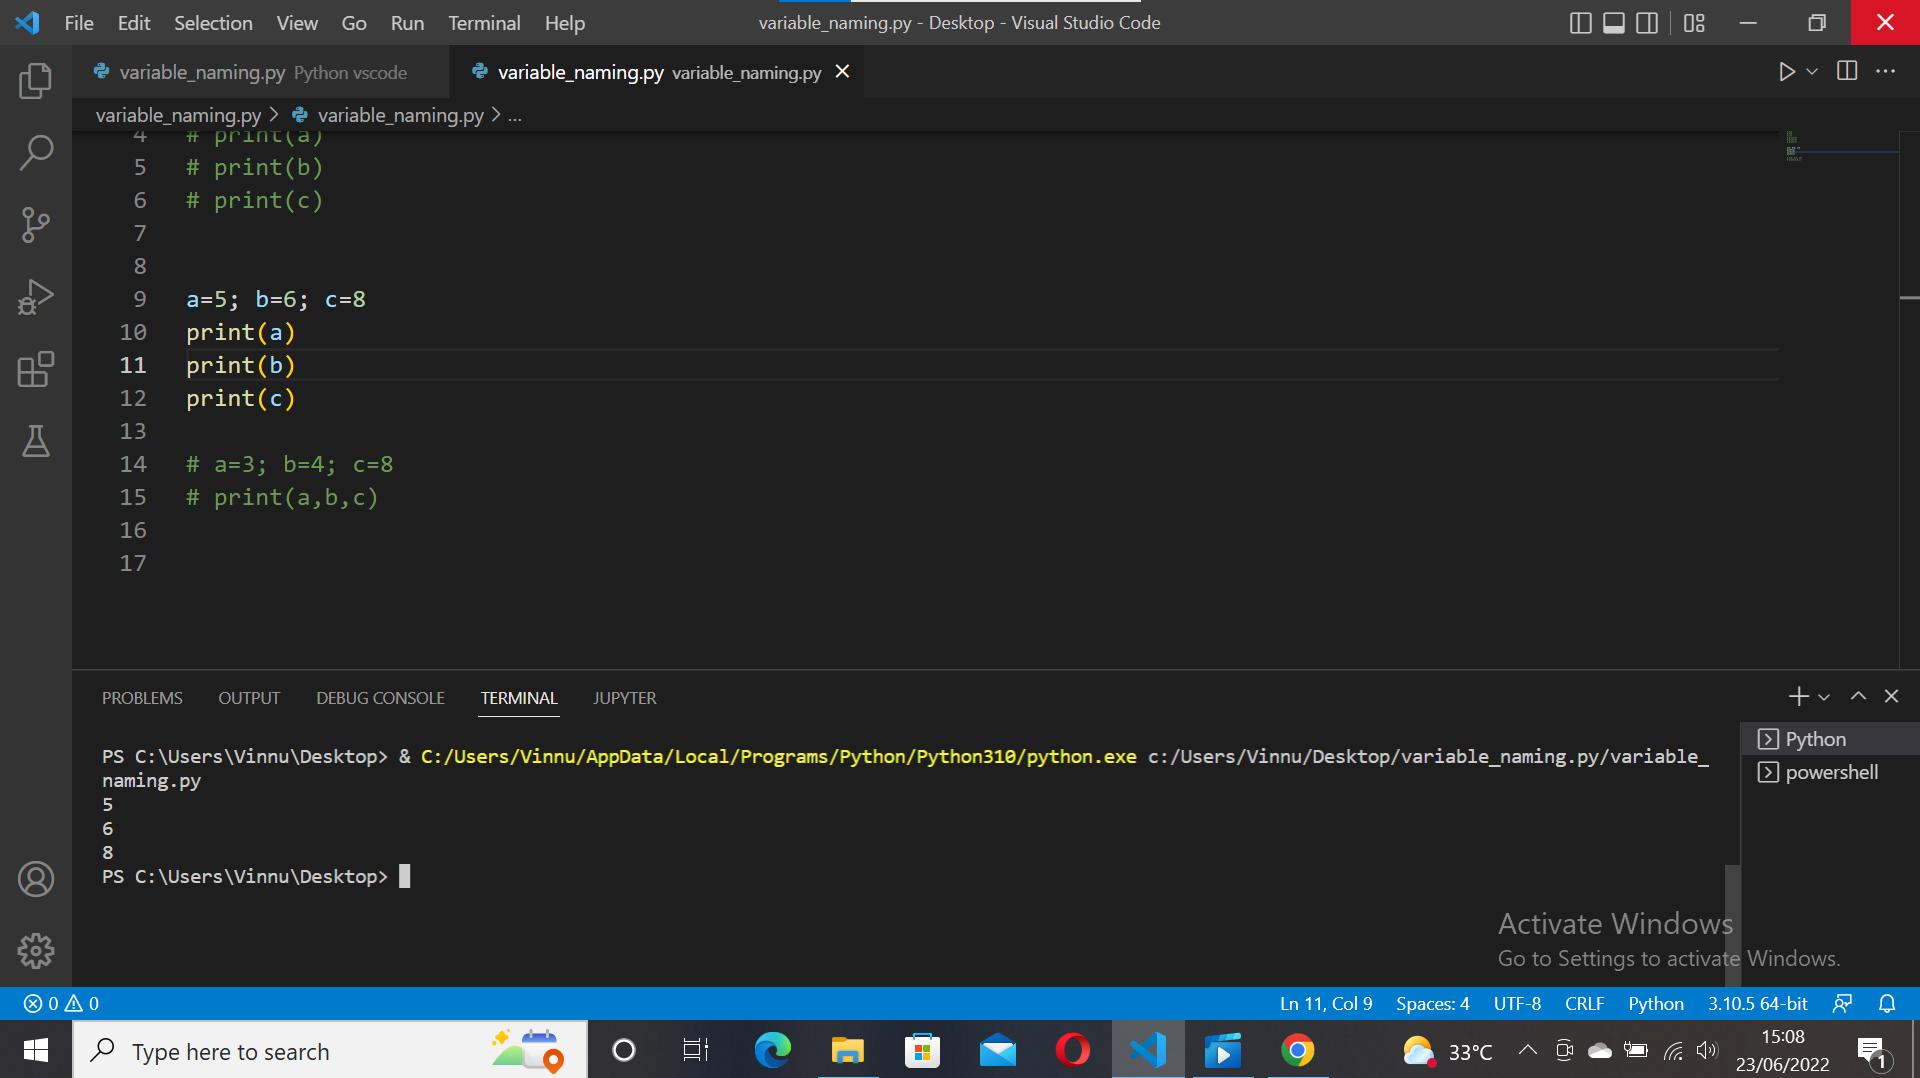 File Edit Selection View Go Run Terminal Help
variable_naming.py - Desktop - Visual Studio Code
variable_naming.py Python vscode
variable_naming.py variable_naming.py
variable_naming.py > variable_naming.py > ...
4 # print(a)
5 # print(b)
6 # print(c)
7
8
9 a=5; b=6; c=8
10 print(a)
11 print(b)
12 print(c)
13
14 # a=3; b=4; c=8
15 # print(a,b,c)
16
17
PROBLEMS OUTPUT DEBUG CONSOLE TERMINAL JUPYTER
PS C:\Users\Vinnu\Desktop> & C:/Users/Vinnu/AppData/Local/Programs/Python/Python310/python.exe c:/Users/Vinnu/Desktop/variable_naming.py/variable_
naming.py
5
6
8
PS C:\Users\Vinnu\Desktop>
Python
powershell
Activate Windows
Go to Settings to activate Windows.
0 0
Ln 11, Col 9 Spaces: 4 UTF-8 CRLF Python 3.10.5 64-bit
Type here to search
33°C
15:08
23/06/2022
1